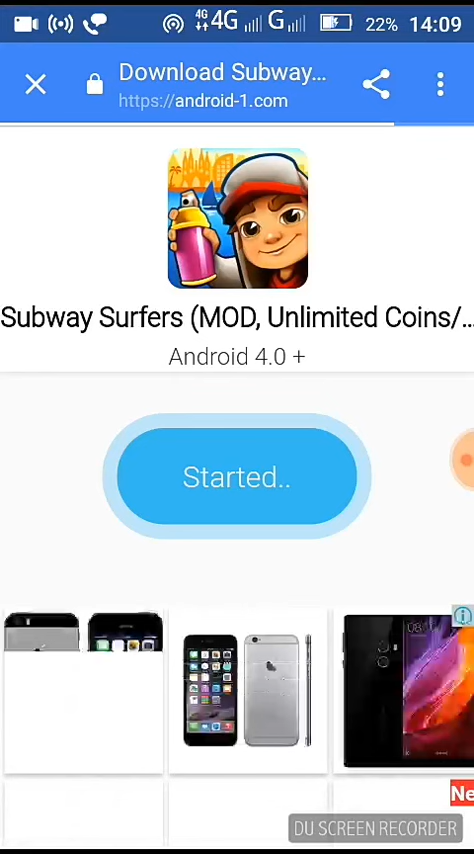 4G 4G G 22% 14:09
Download Subway...
https://android-1.com
Subway Surfers (MOD, Unlimited Coins/...
Android 4.0 +
Started..
Ne
DU SCREEN RECORDER